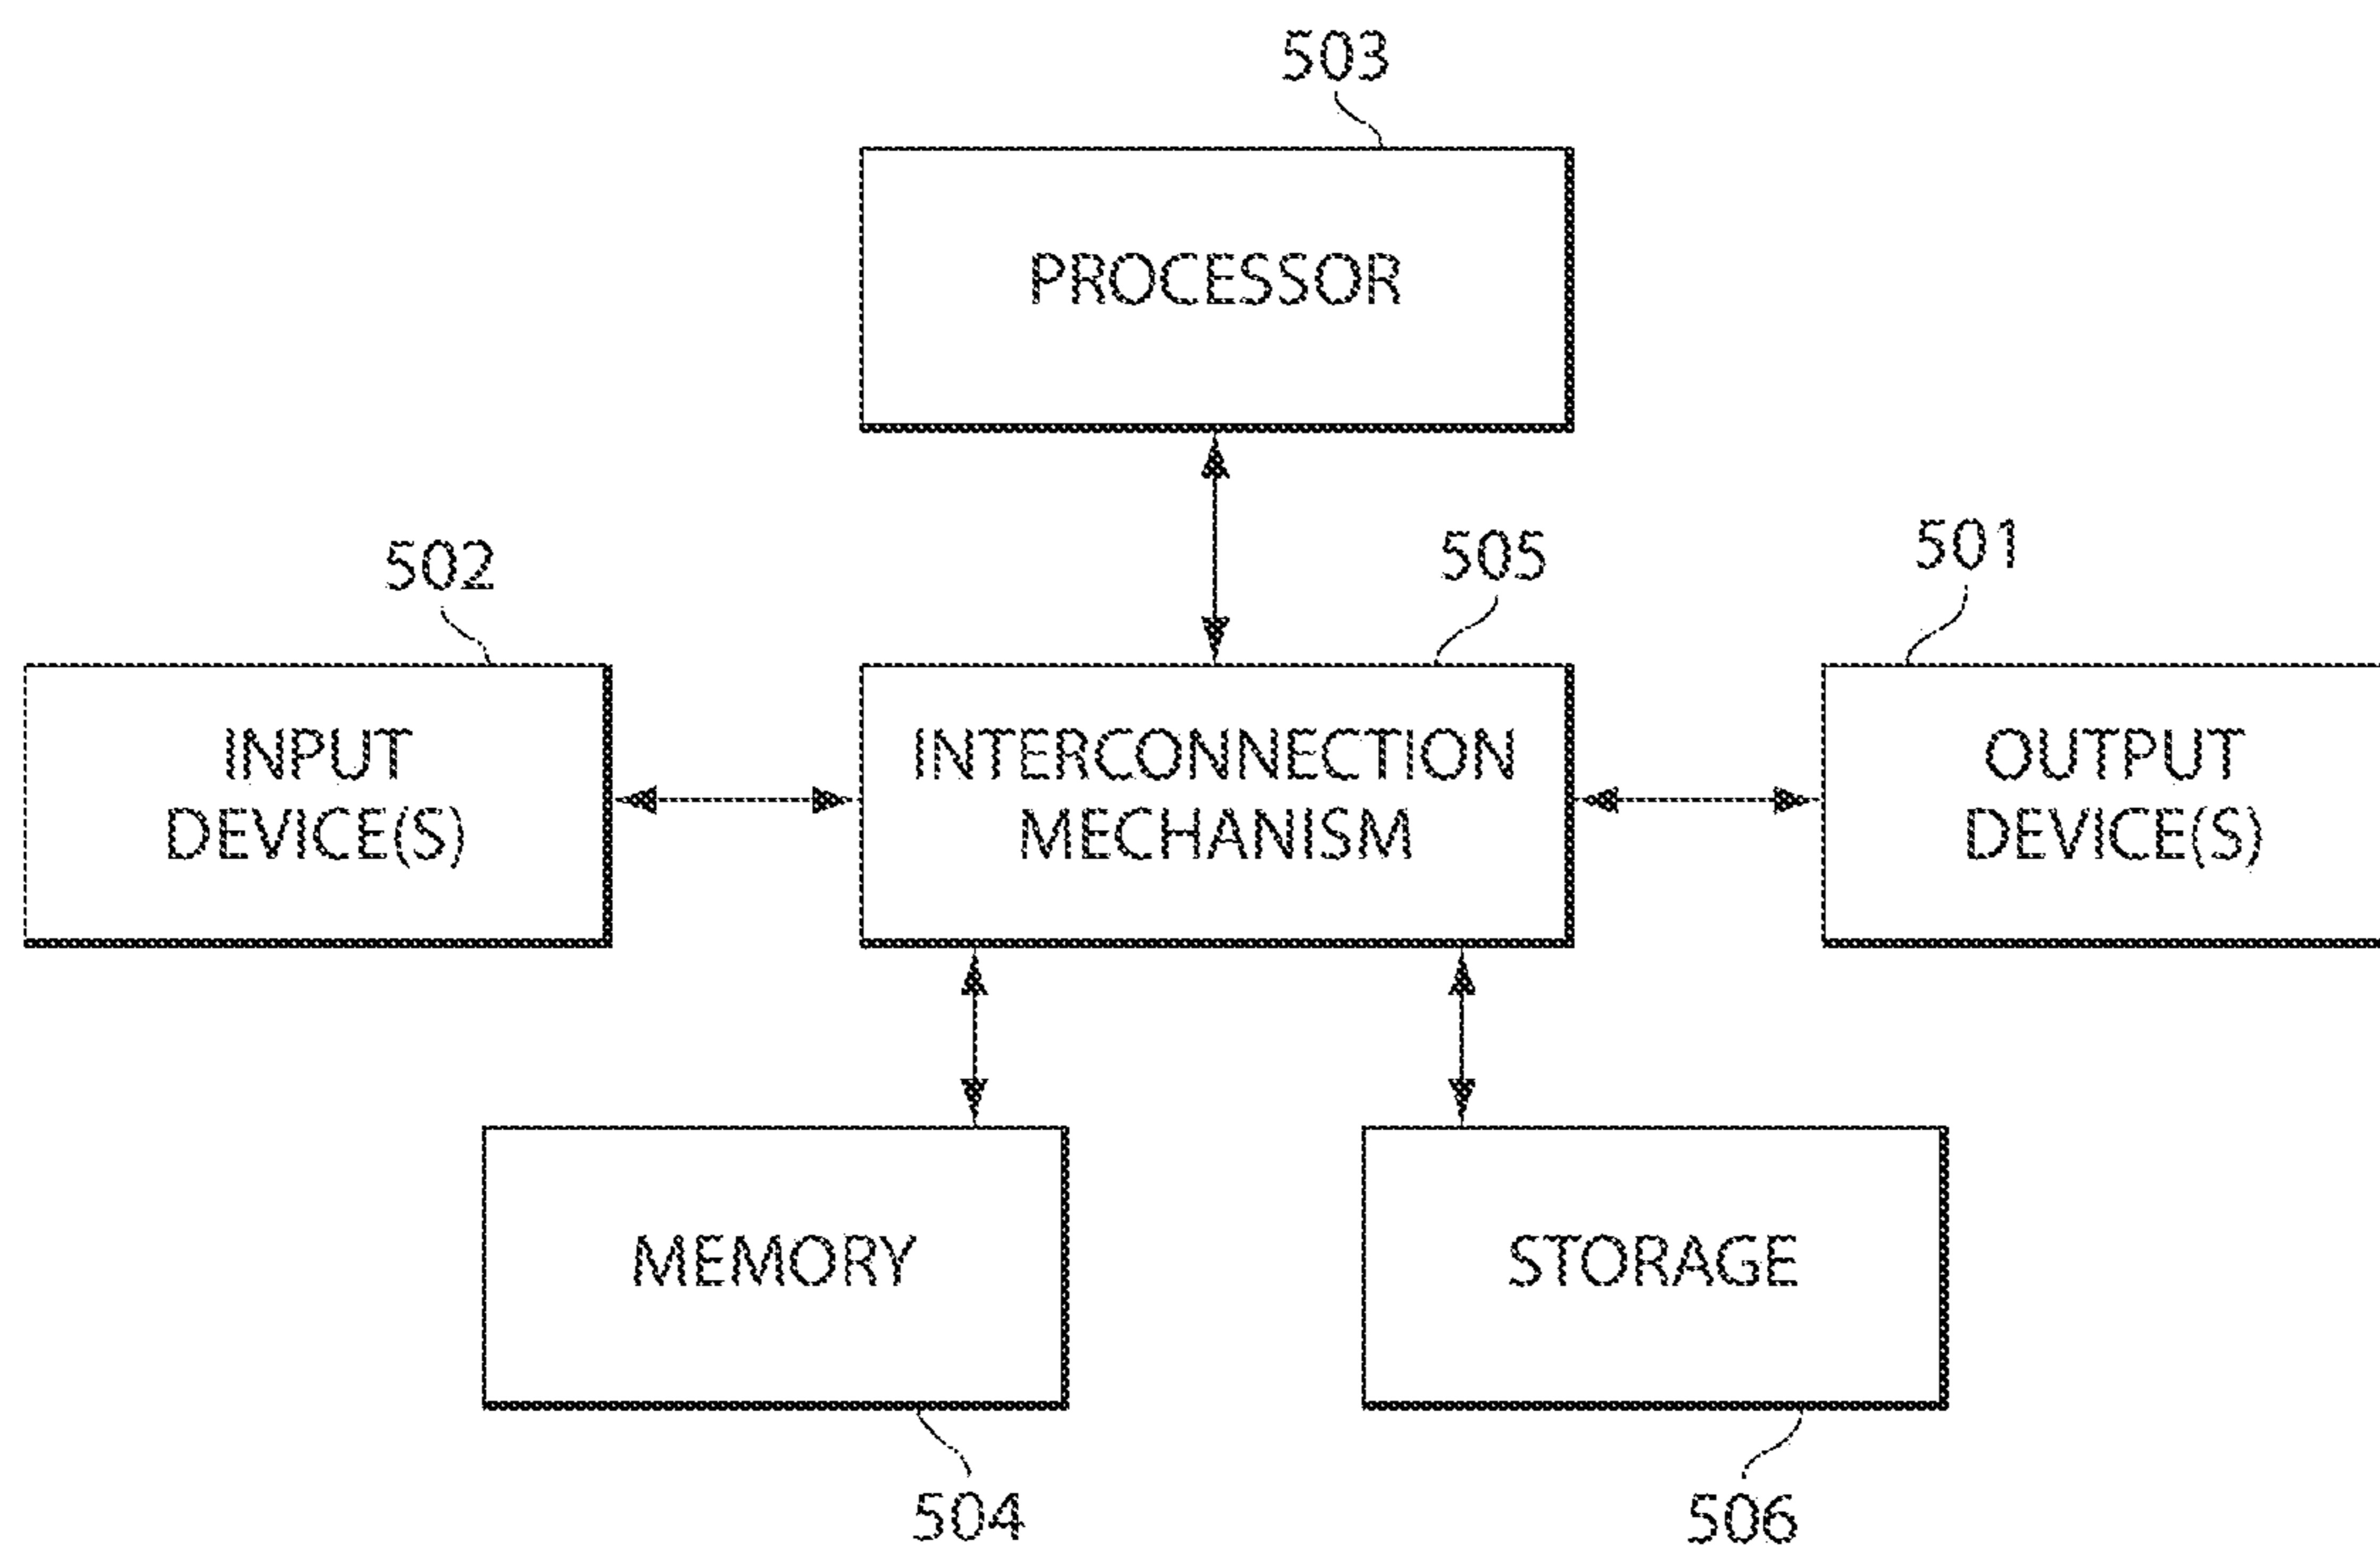 503
PROCESSOR
502
505
501
INPUT
DEVICE(S)
INTERCONNECTION
MECHANISM
OUTPUT
DEVICE(S)
MEMORY
STORAGE
504
506